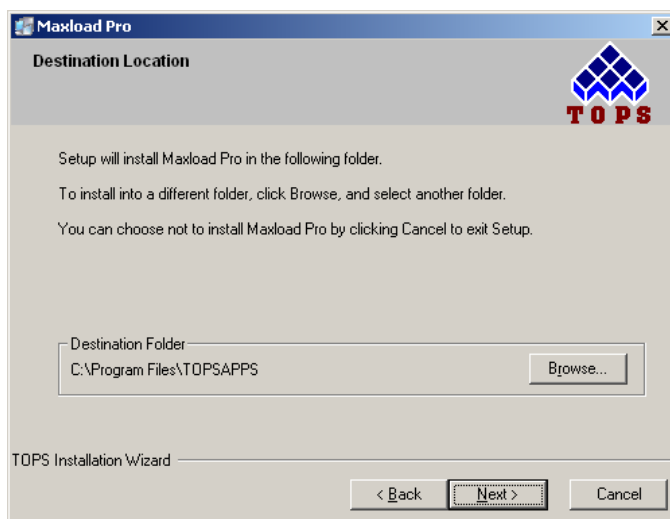 Maxload Pro
Destination Location
TOPS
Setup will install Maxload Pro in the following folder.
To install into a different folder, click Browse, and select another folder.
You can choose not to install Maxload Pro by clicking Cancel to exit Setup.
Destination Folder
C:\Program Files\TOPSAPPS
Browse...
TOPS Installation Wizard
< Back
Next >
Cancel